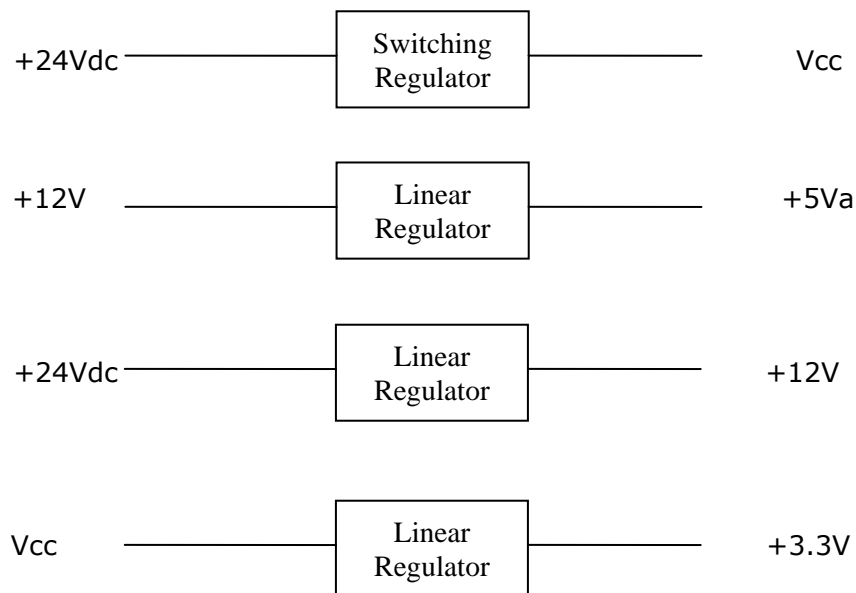 +24Vdc
Switching
Regulator
Vcc
+12V
Linear
Regulator
+5Va
+24Vdc
Linear
Regulator
+12V
Vcc
Linear
Regulator
+3.3V